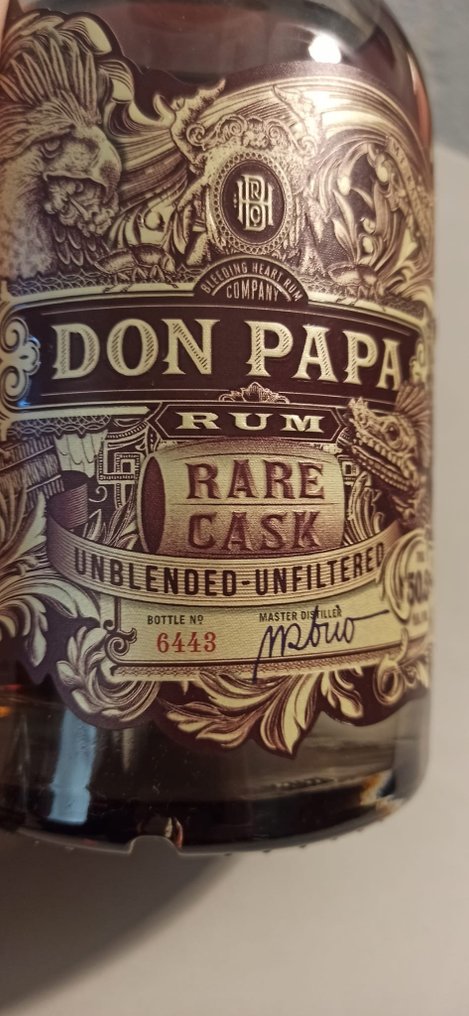 BLEEDING HEART RUM
COMPANY
DON PAPA
RUM
RARE
CASK
UNBLENDED-UNFILTERED
BOTTLE Nº
6443
MASTER DISTILLER